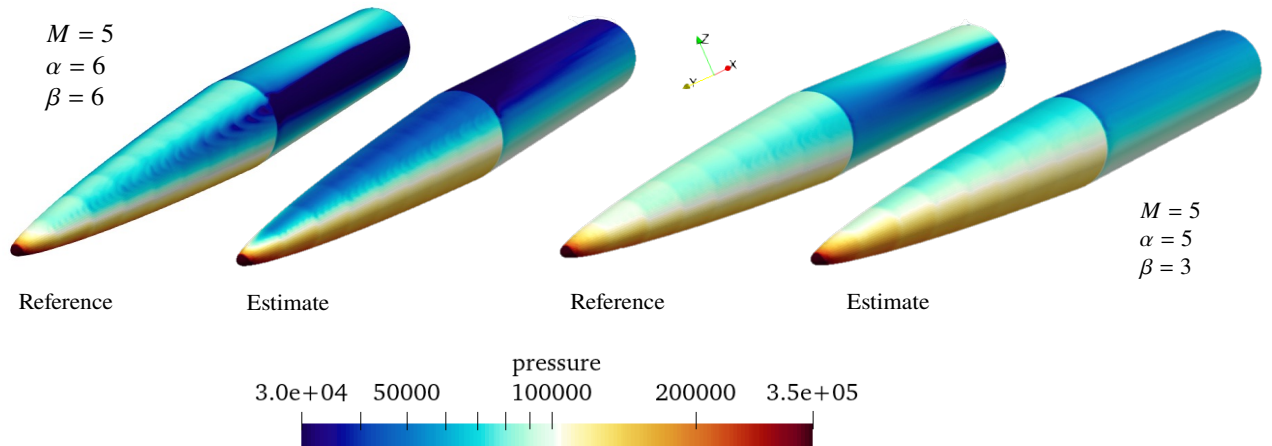 M = 5
α = 6
β = 6
Z
X
Y
M = 5
α = 5
β = 3
Reference Estimate Reference Estimate
pressure
3.0e+04 50000 100000 200000 3.5e+05